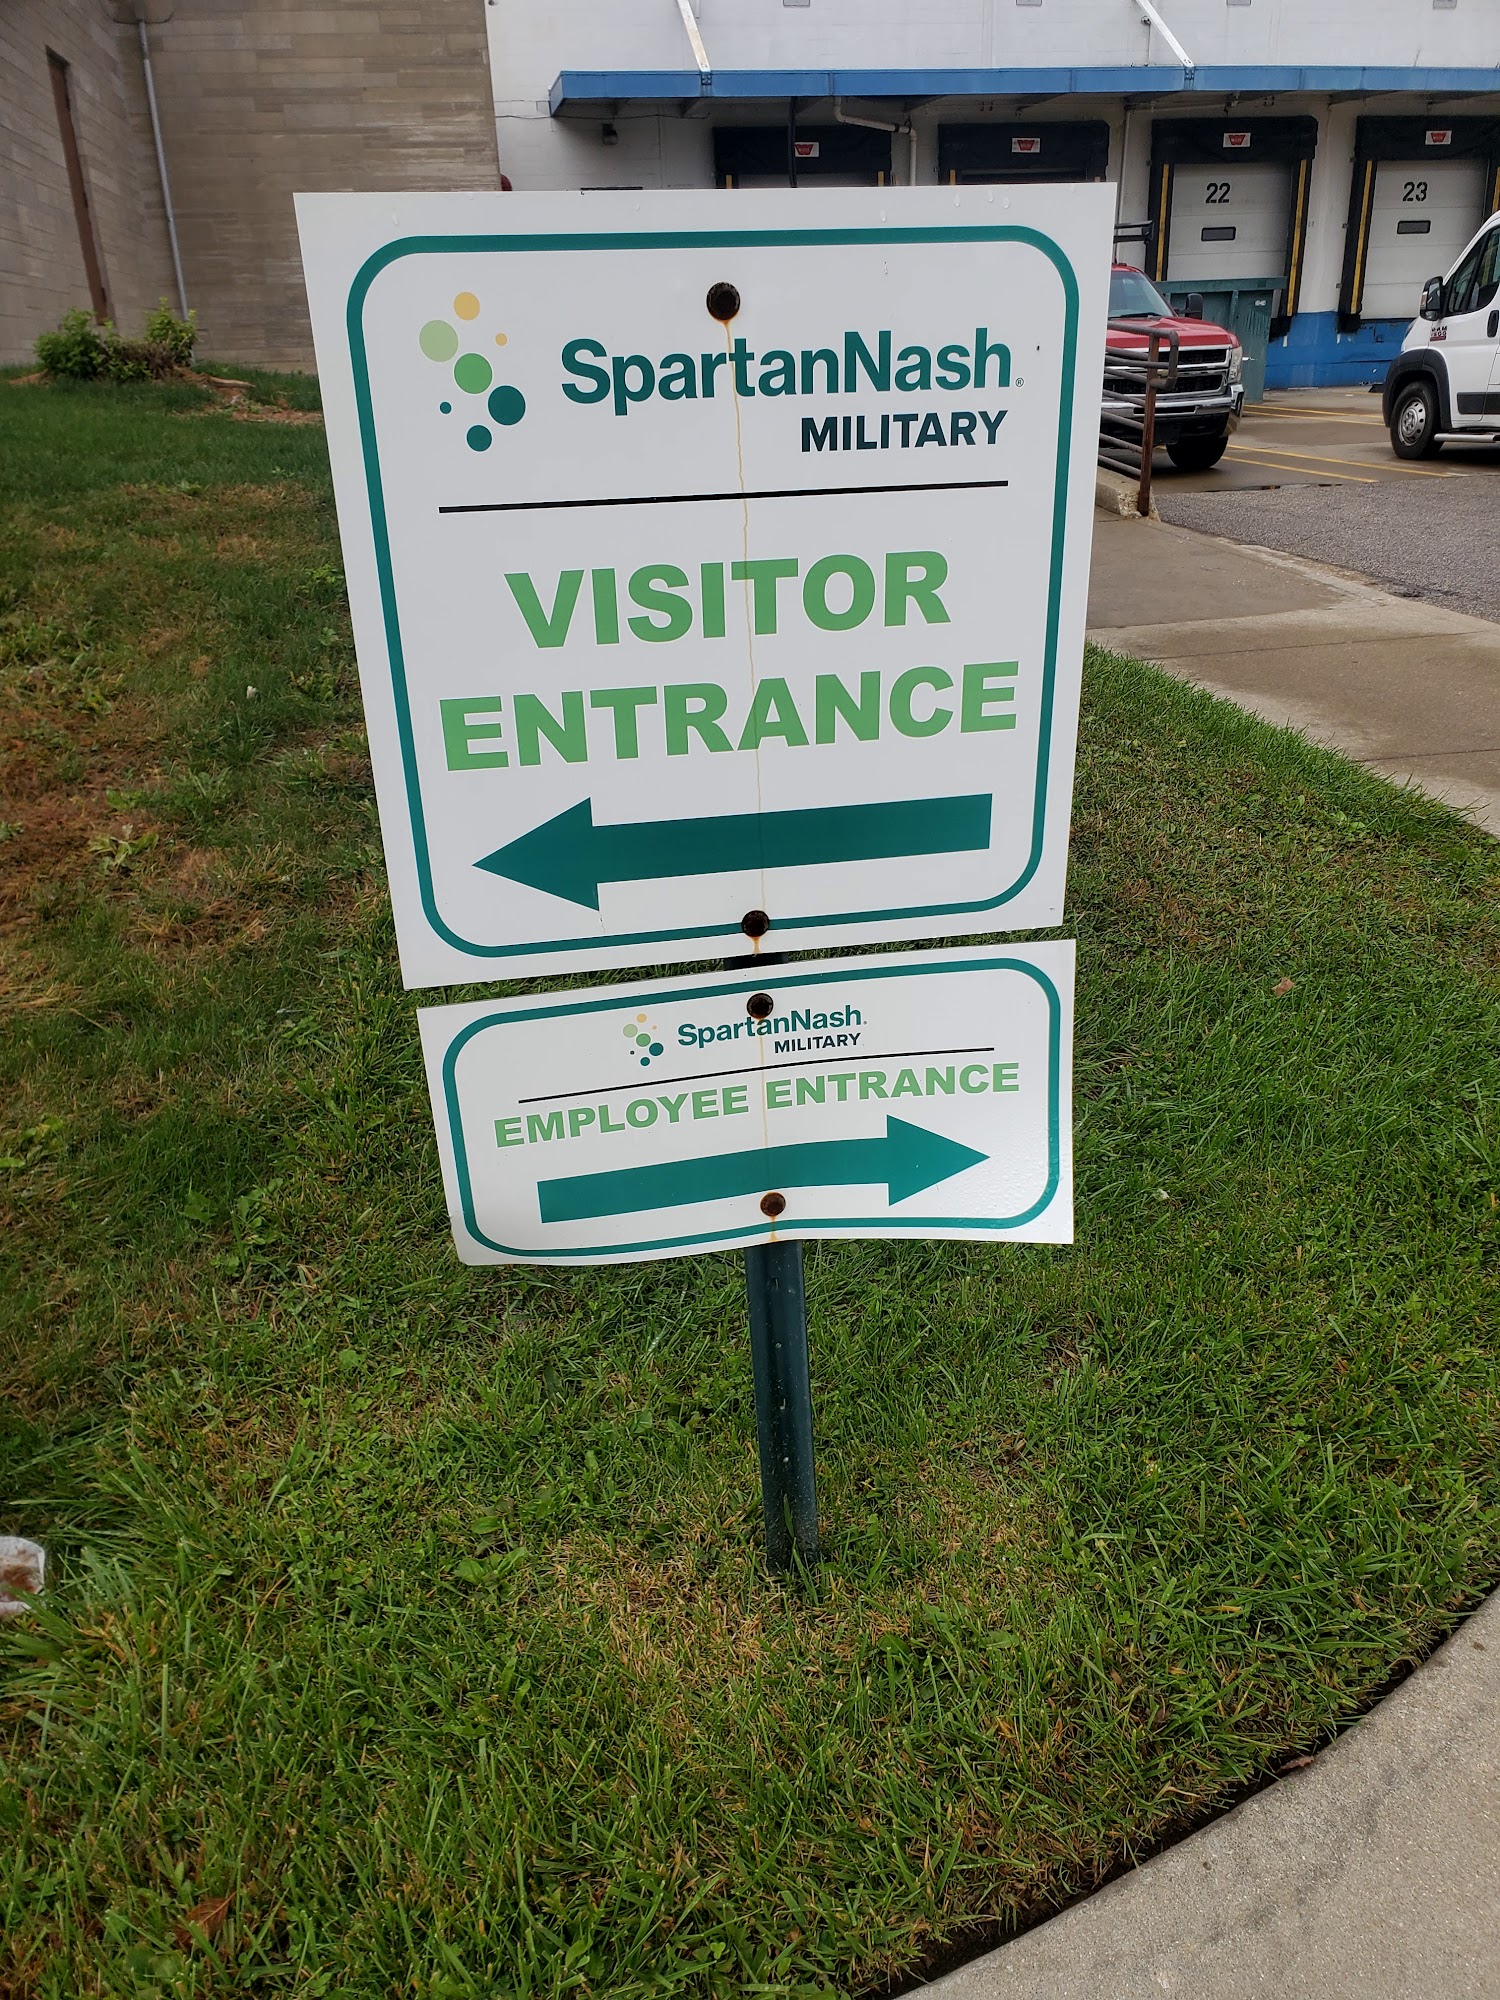 22
23
SpartanNash®
MILITARY
VISITOR
ENTRANCE
SpartanNash.
MILITARY
EMPLOYEE ENTRANCE